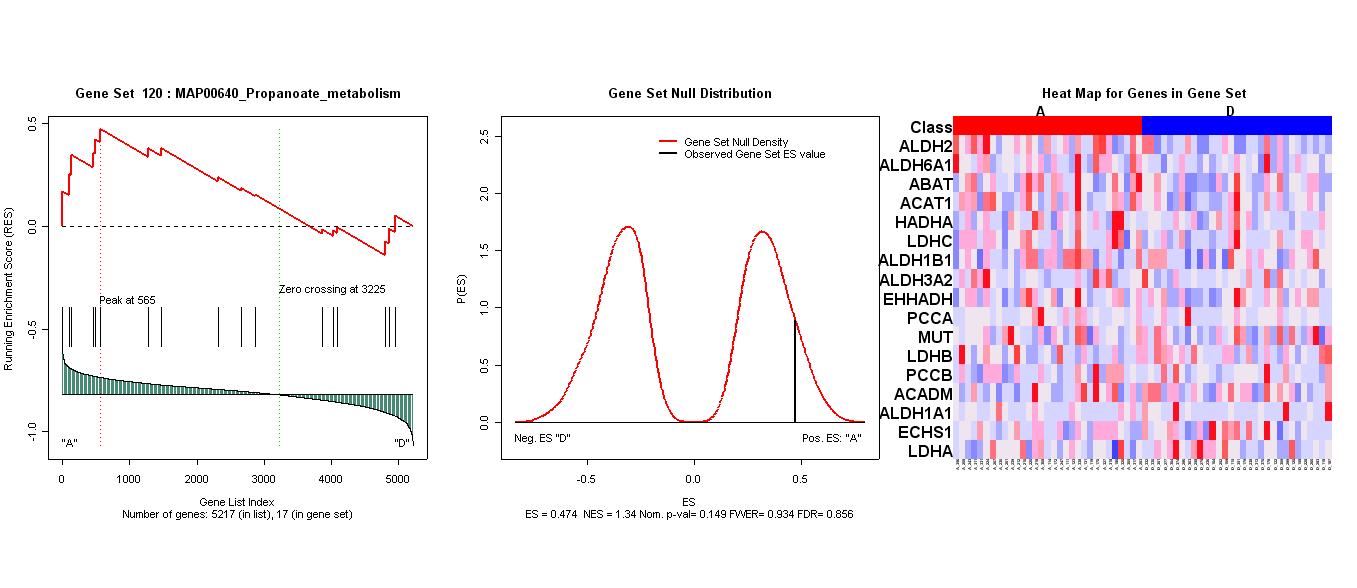 Gene Set  120 : MAP00640_Propanoate_metabolism
Running Enrichment Score (RES)
0.5
0.0
-0.5
-1.0
Peak at 565
Zero crossing at 3225
"A"
"D"
0
1000
2000
3000
4000
5000
Gene List Index
Number of genes: 5217 (in list), 17 (in gene set)
Gene Set Null Distribution
P(ES)
2.5
2.0
1.5
1.0
0.5
0.0
Gene Set Null Density
Observed Gene Set ES value
Neg. ES "D"
Pos. ES: "A"
-0.5
0.0
0.5
ES
ES = 0.474  NES = 1.34 Nom. p-val= 0.149 FWER= 0.934 FDR= 0.856
Heat Map for Genes in Gene Set
A
D
Class
ALDH2
ALDH6A1
ABAT
ACAT1
HADHA
LDHC
ALDH1B1
ALDH3A2
EHHADH
PCCA
MUT
LDHB
PCCB
ACADM
ALDH1A1
ECHS1
LDHA